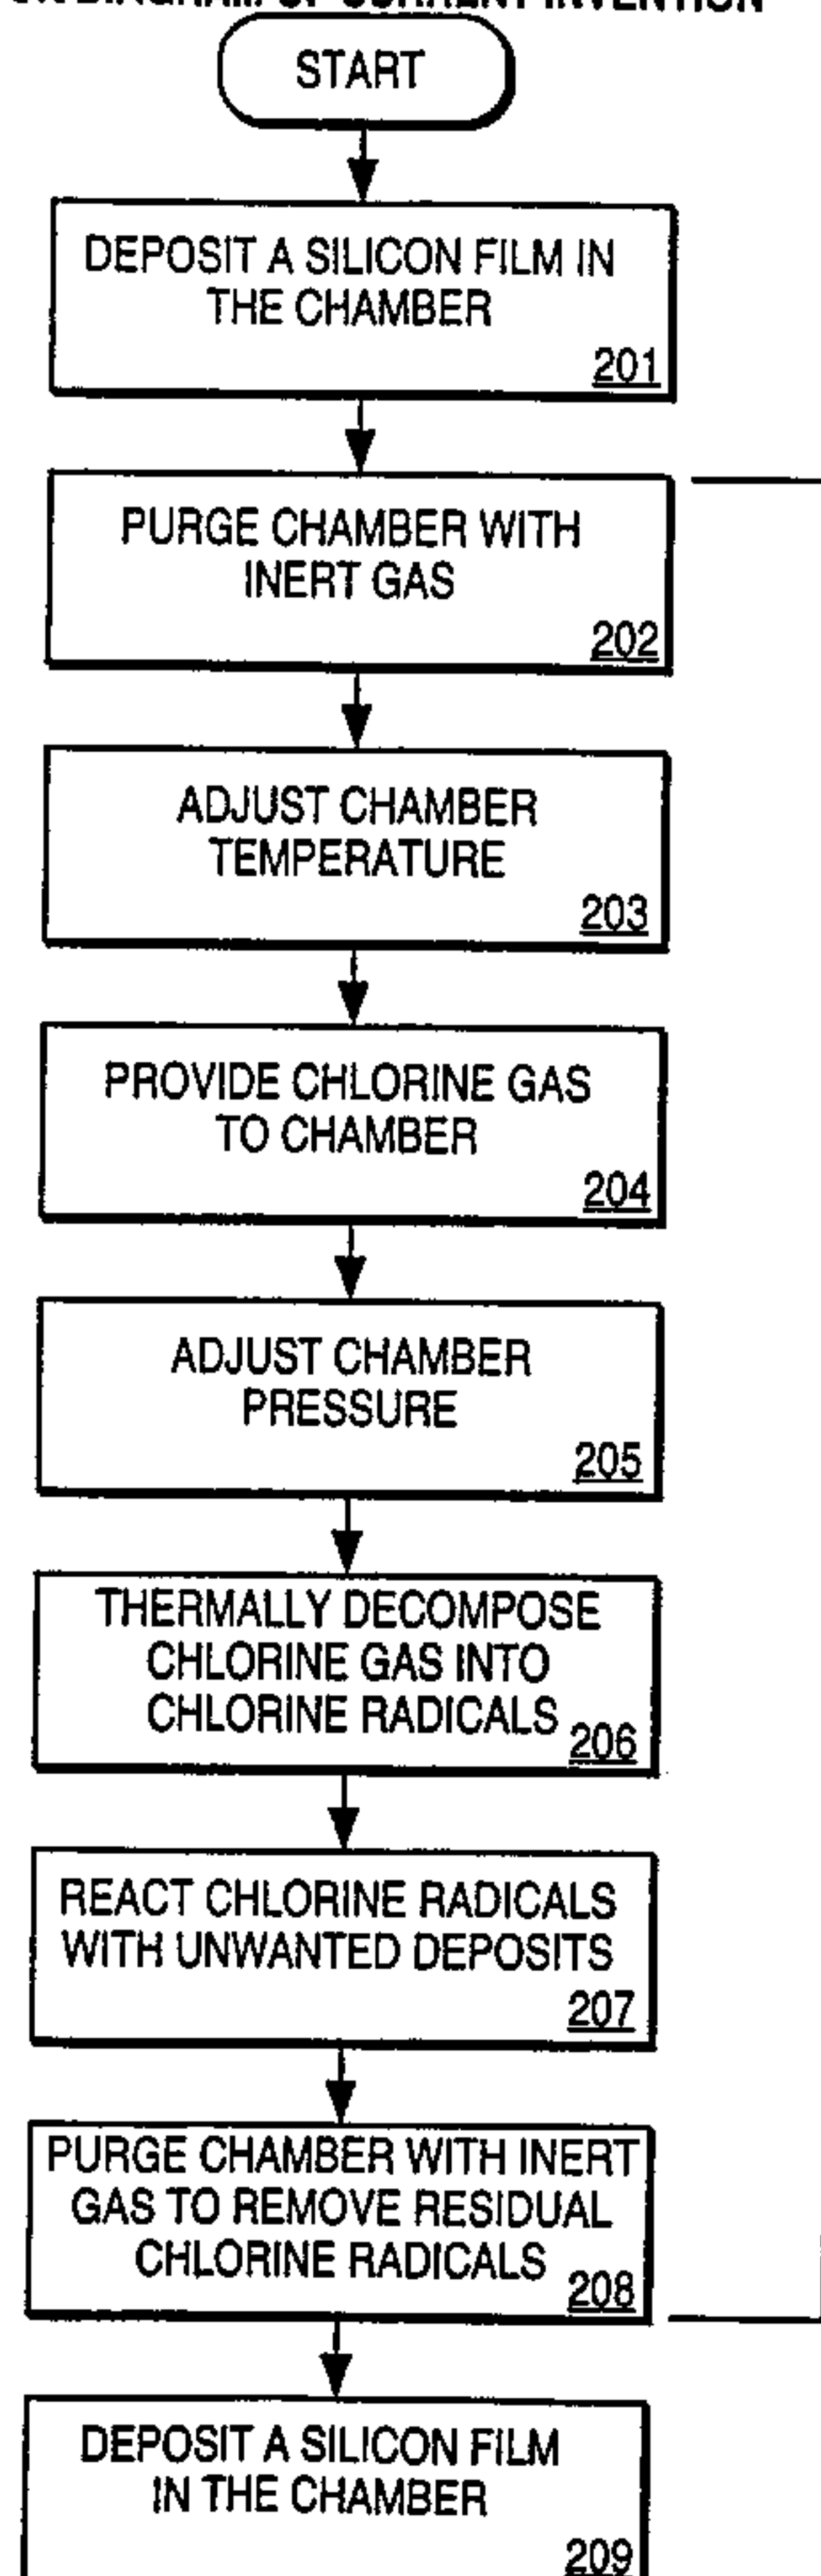 CURRENT INVENTION
START
DEPOSIT A SILICON FILM IN
THE CHAMBER
201
PURGE CHAMBER WITH
INERT GAS
202
ADJUST CHAMBER
TEMPERATURE
203
PROVIDE CHLORINE GAS
TO CHAMBER
204
ADJUST CHAMBER
PRESSURE
205
THERMALLY DECOMPOSE
CHLORINE GAS INTO
CHLORINE RADICALS
206
REACT CHLORINE RADICALS
WITH UNWANTED DEPOSITS
207
PURGE CHAMBER WITH INERT
GAS TO REMOVE RESIDUAL
CHLORINE RADICALS
208
DEPOSIT A SILICON FILM
IN THE CHAMBER
209